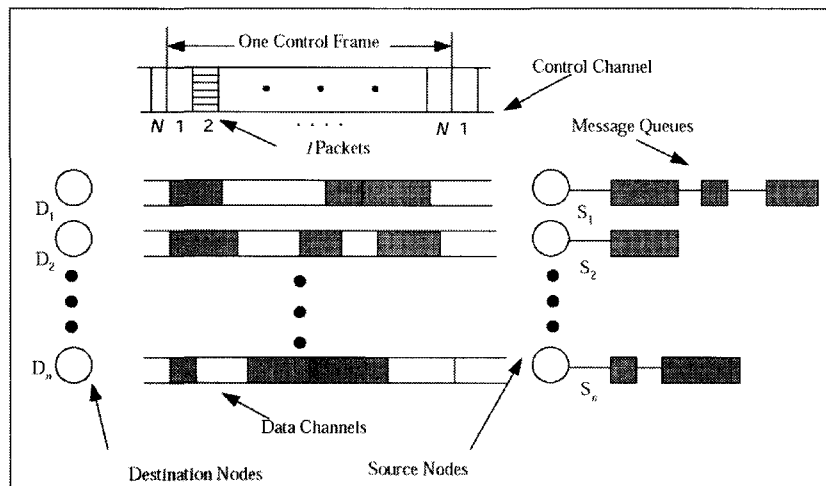 One Control Frame
Control Channel
N 1 2 . . . . N 1
l Packets
Message Queues
D1
S1
D2
S2
Dn
Sn
Data Channels
Destination Nodes
Source Nodes